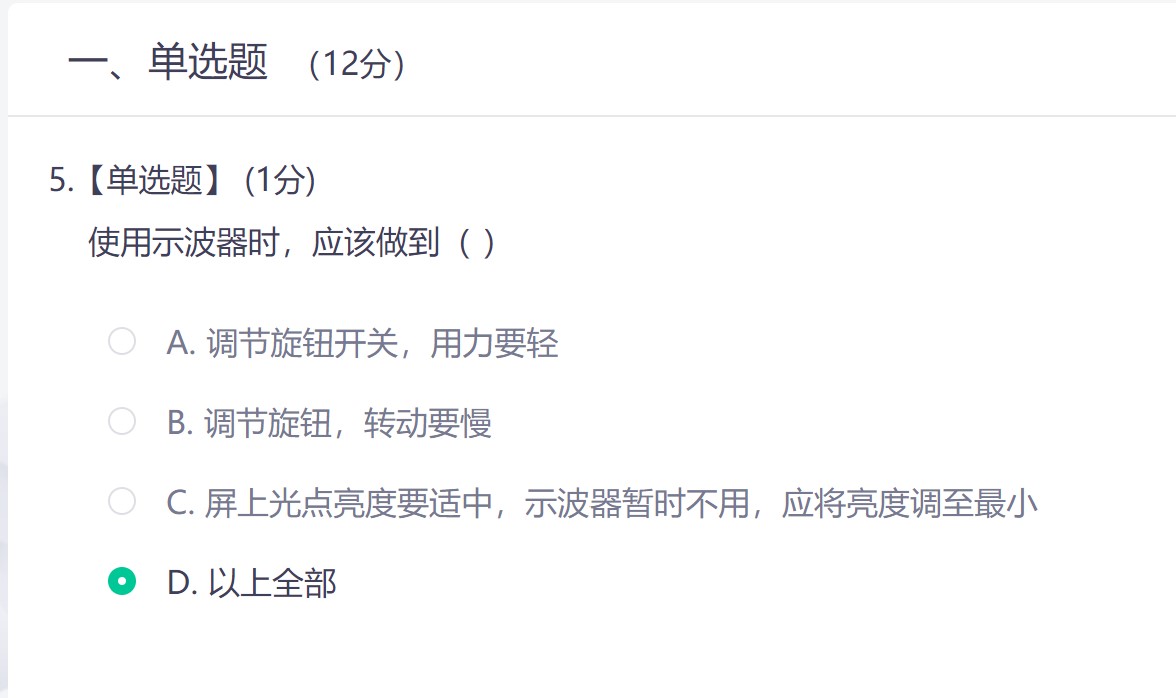 一、单选题 (12分)
5.【单选题】 (1分)
使用示波器时，应该做到（ ）
A. 调节旋钮开关，用力要轻
B. 调节旋钮，转动要慢
C. 屏上光点亮度要适中，示波器暂时不用，应将亮度调至最小
D. 以上全部